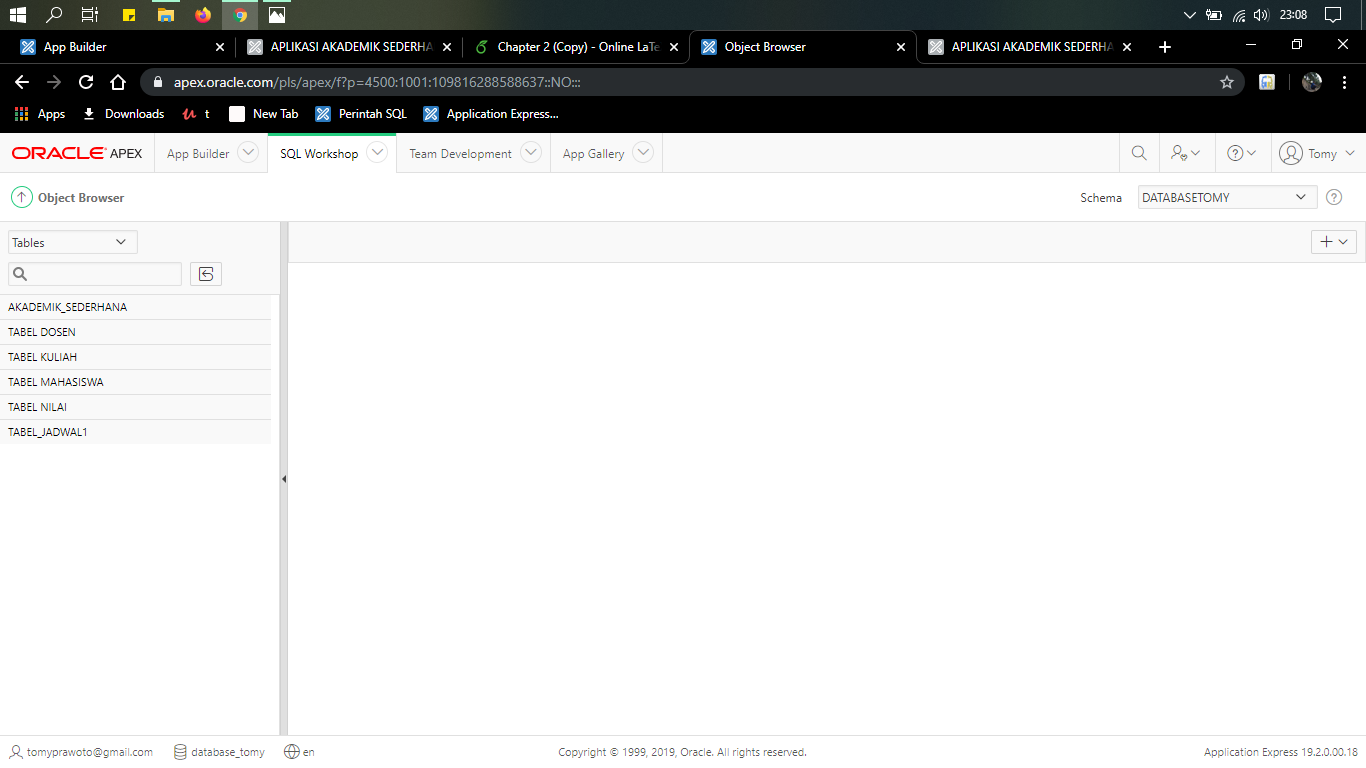 23:08
App Builder
APLIKASI AKADEMIK SEDERHA
Chapter 2 (Copy) - Online LaTe
Object Browser
APLIKASI AKADEMIK SEDERHA
apex.oracle.com/pls/apex/f?p=4500:1001:109816288588637::NO:::
Apps
Downloads
t
New Tab
Perintah SQL
Application Express...
ORACLE APEX
App Builder
SQL Workshop
Team Development
App Gallery
Tomy
Object Browser
Schema
DATABASETOMY
Tables
AKADEMIK_SEDERHANA
TABEL DOSEN
TABEL KULIAH
TABEL MAHASISWA
TABEL NILAI
TABEL_JADWAL1
tomyprawoto@gmail.com
database_tomy
en
Copyright © 1999, 2019, Oracle. All rights reserved.
Application Express 19.2.0.00.18